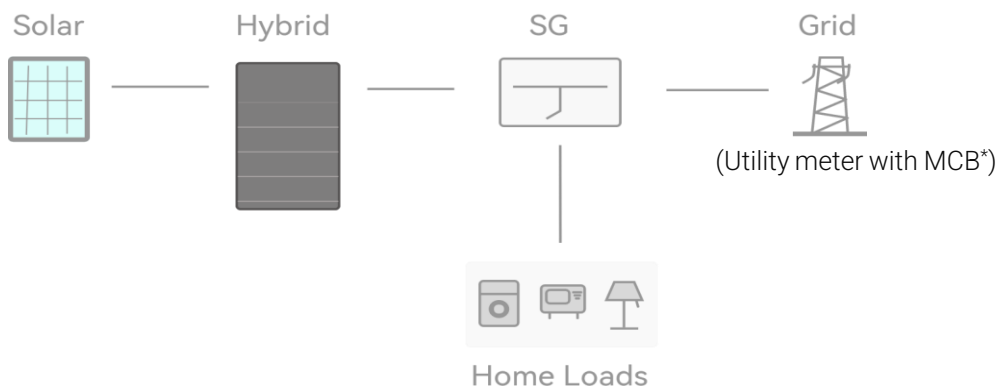 Solar
Hybrid
SG
Grid
(Utility meter with MCB*)
Home Loads